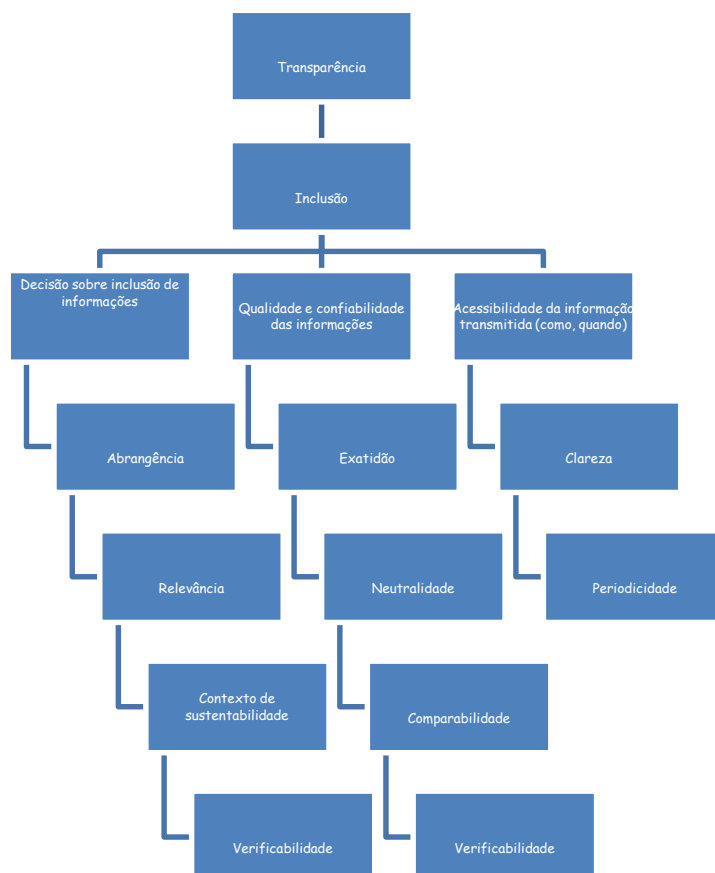 Transparência
Inclusão
Decisão sobre inclusão de
informações
Qualidade e confiabilidade
das informações
Acessibilidade da informação
transmitida (como, quando)
Abrangência
Exatidão
Clareza
Relevância
Neutralidade
Periodicidade
Contexto de
sustentabilidade
Comparabilidade
Verificabilidade
Verificabilidade